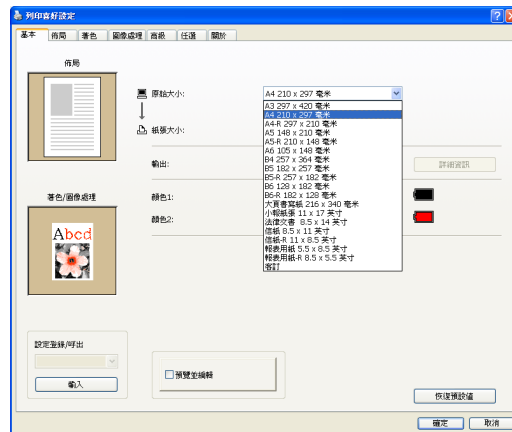 列印喜好設定
基本 佈局 著色 圖像處理 高級 任選 關於
佈局
原始大小: A4 210 x 297 毫米
A3 297 x 420 毫米
A4 210 x 297 毫米
A4-R 297 x 210 毫米
A5 148 x 210 毫米
紙張大小:
A5-R 210 x 148 毫米
A6 105 x 148 毫米
B4 257 x 364 毫米
B5 182 x 257 毫米
輸出: 詳細資訊
B5-R 257 x 182 毫米
B6 128 x 182 毫米
B6-R 182 x 128 毫米
著色/圖像處理
顏色1:
大頁書寫紙 216 x 340 毫米
小報紙張 11 x 17 英寸
法律文書 8.5 x 14 英寸
顏色2:
信紙 8.5 x 11 英寸
信紙-R 11 x 8.5 英寸
報表用紙 5.5 x 8.5 英寸
報表用紙-R 8.5 x 5.5 英寸
客訂
Abcd
設定登錄/呼出
輸入
預覽並編輯
恢復預設值
確定 取消